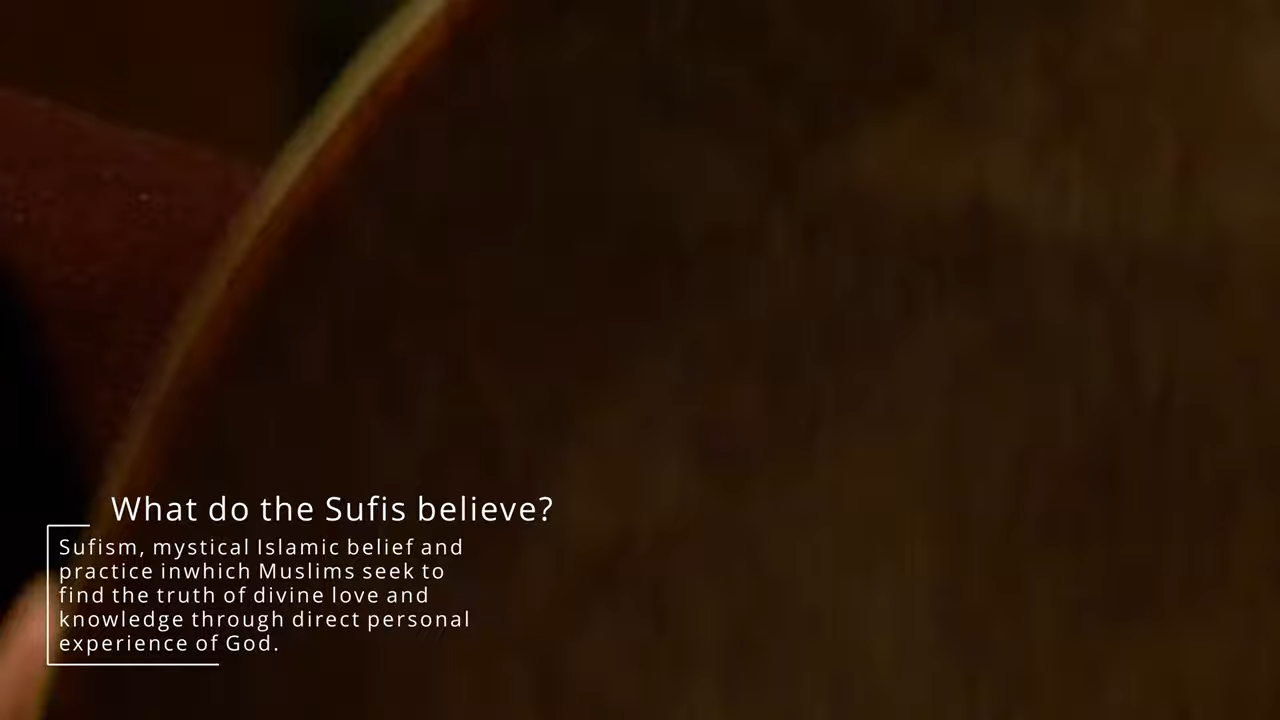 What do the Sufis believe?
Sufism, mystical Islamic belief and
practice inwhich Muslims seek to
find the truth of divine love and
knowledge through direct personal
experience of God.